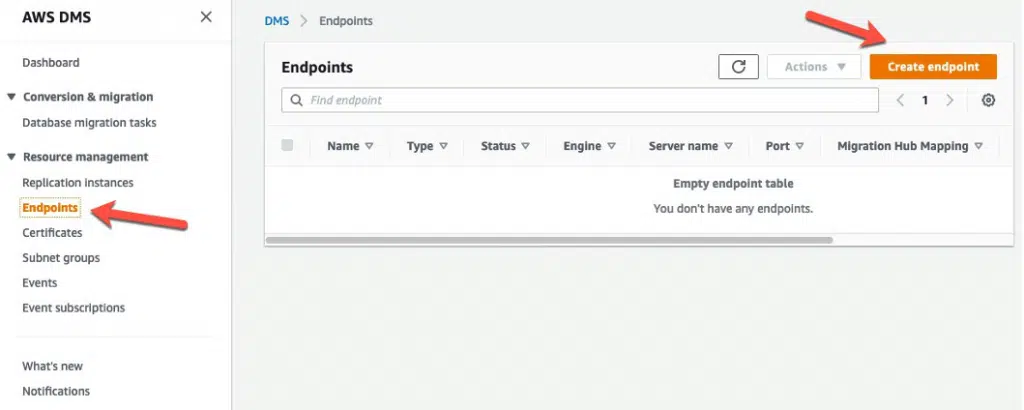 AWS DMS
Dashboard
Conversion & migration
Database migration tasks
Resource management
Replication instances
Endpoints
Certificates
Subnet groups
Events
Event subscriptions
What's new
Notifications
DMS Endpoints
Endpoints
Actions
Create endpoint
Find endpoint
1
Name Type Status Engine Server name Port Migration Hub Mapping
Empty endpoint table
You don't have any endpoints.